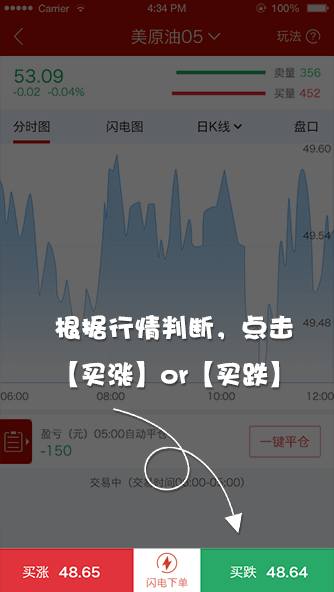 Carrier
4:34 PM
100%
美原油05
玩法 ?
53.09
-0.02 -0.04%
卖量 356
买量 452
分时图
闪电图
日K线
盘口
49.60
49.54
49.48
根据行情判断，点击
【买涨】or【买跌】
06:00
08:00
10:00
12:00
盈亏（元）05:00自动平仓
-150
一键平仓
交易中（交易时间06:00-05:00）
买涨 48.65
闪电下单
买跌 48.64